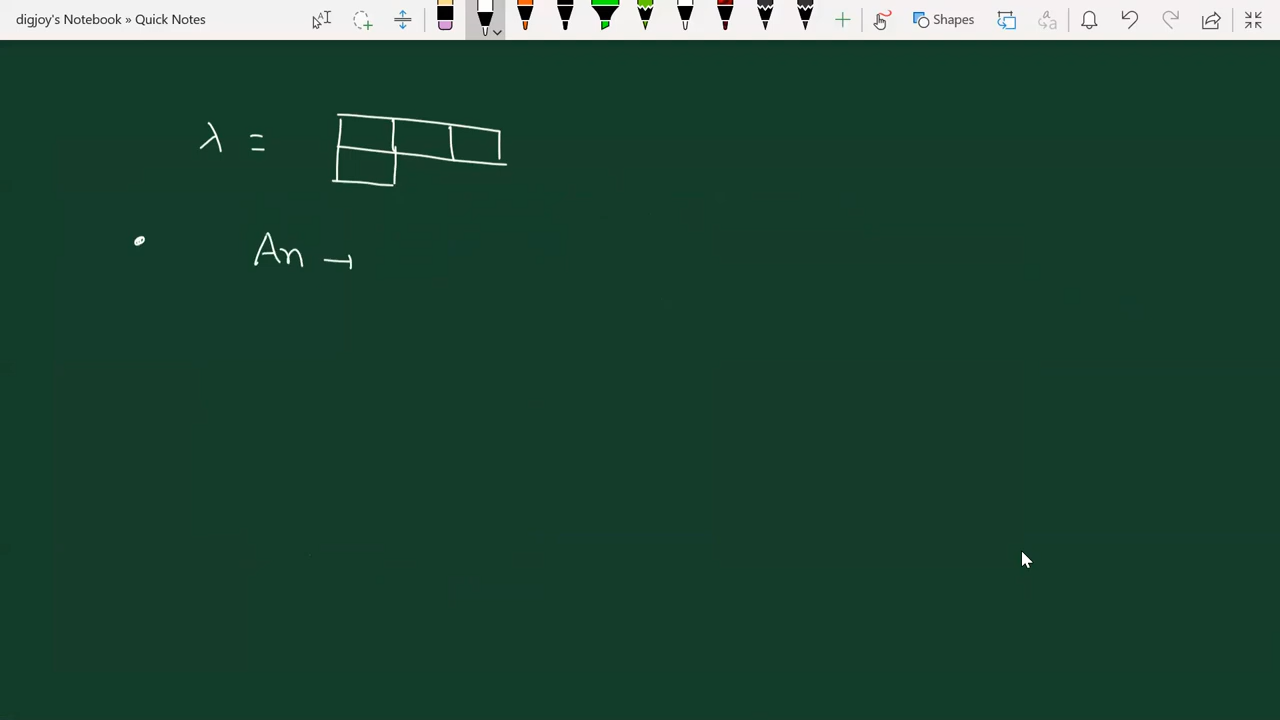 digjoy's Notebook » Quick Notes
Shapes
λ =
An →